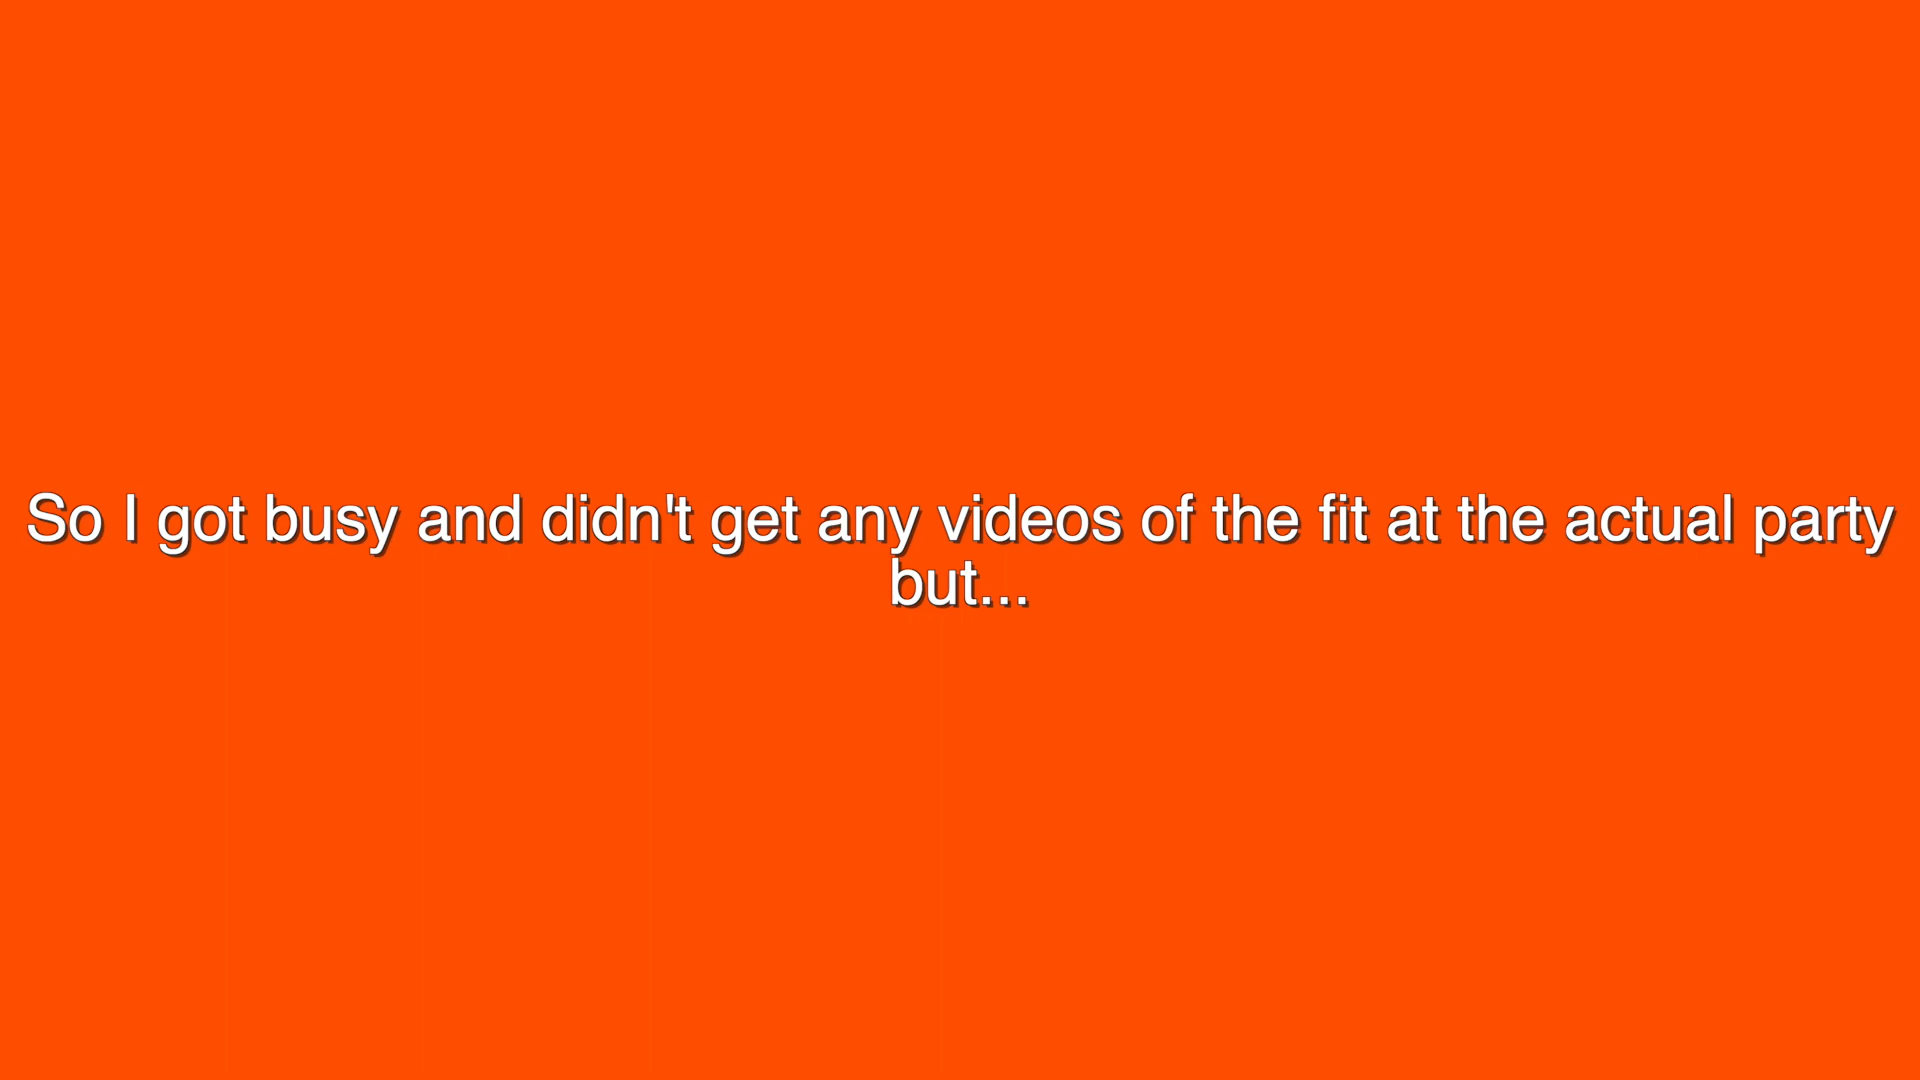 So I got busy and didn't get any videos of the fit at the actual party
but...